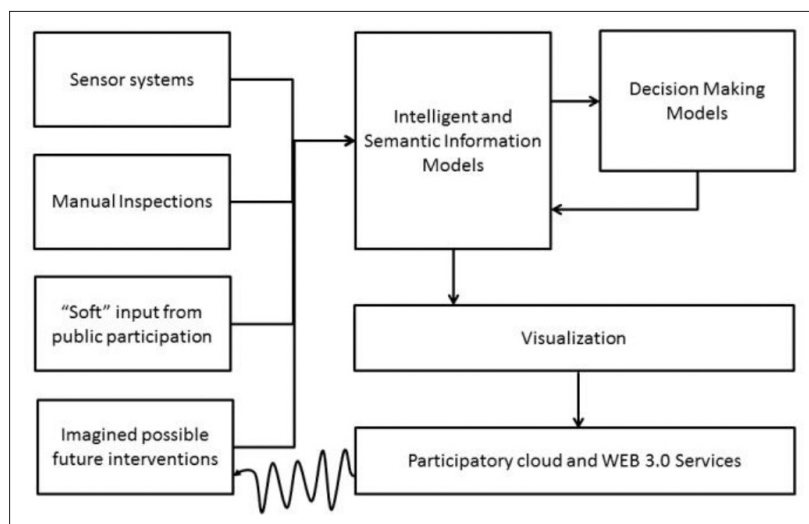 Sensor systems
Manual Inspections
“Soft” input from
public participation
Imagined possible
future interventions
Intelligent and
Semantic Information
Models
Decision Making
Models
Visualization
Participatory cloud and WEB 3.0 Services